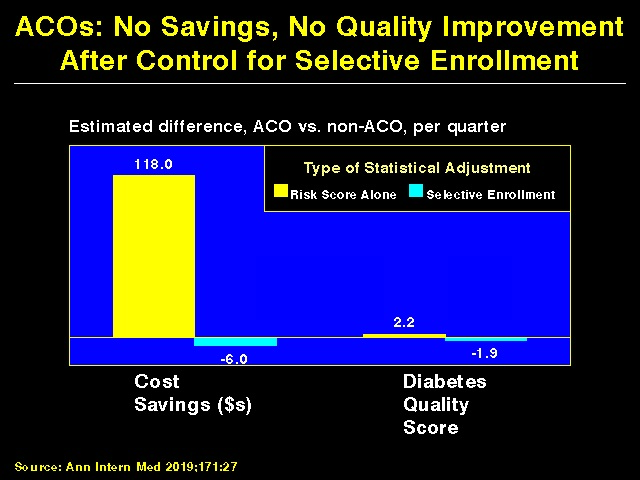 ACOs: No Savings, No Quality Improvement
After Control for Selective Enrollment
Estimated difference, ACO vs. non-ACO, per quarter
118.0
Type of Statistical Adjustment
Risk Score Alone
Selective Enrollment
2.2
-6.0
-1.9
Cost
Savings ($s)
Diabetes
Quality
Score
Source: Ann Intern Med 2019;171:27